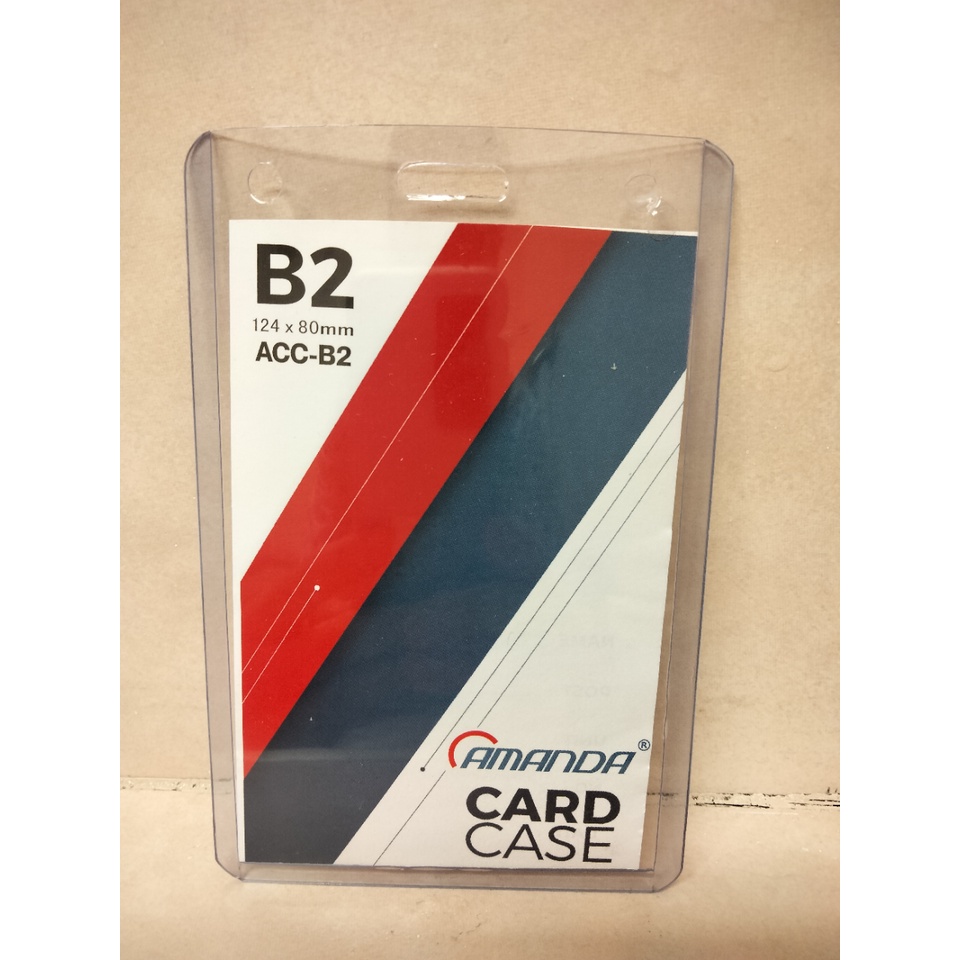 B2
124 x 80mm
ACC-B2
AMANDA®
CARD
CASE